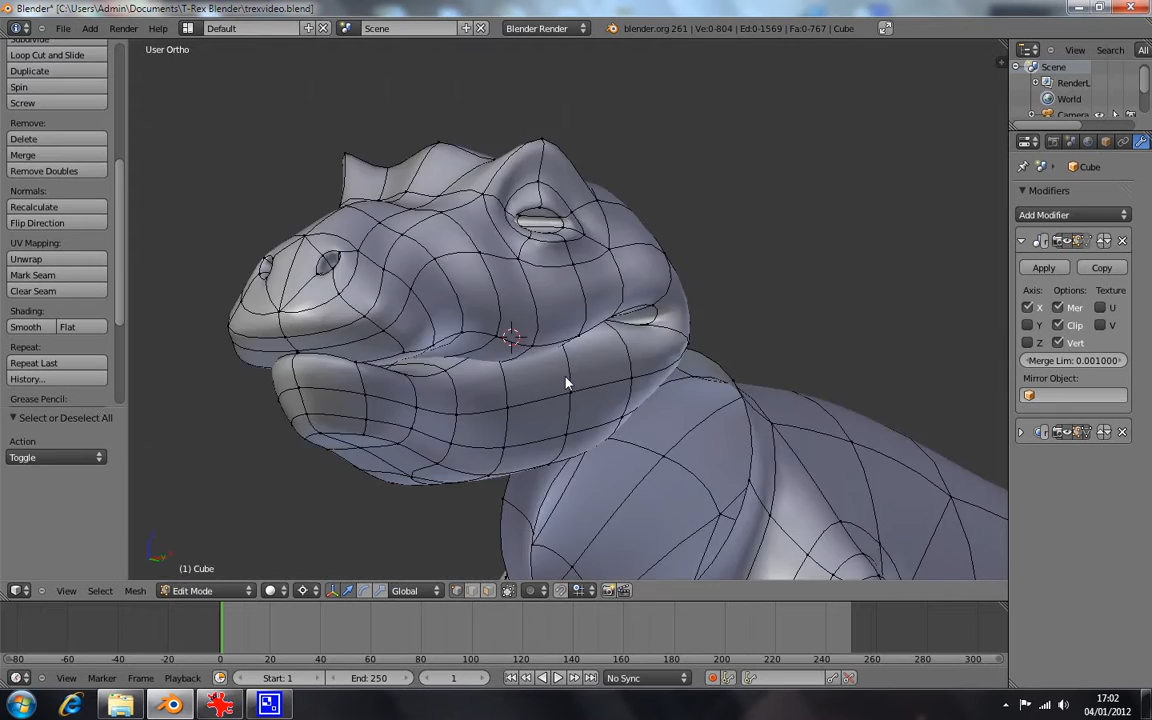 Blender* [C:\Users\Admin\Documents\T-Rex Blender\trexvideo.blend]
File Add Render Help Default Scene Blender Render blender.org 261 | Ve:0-804 | Ed:0-1569 | Fa:0-767 | Cube
View Search All
User Ortho
Loop Cut and Slide
Duplicate
Spin
Screw
Remove:
Delete
Merge
Remove Doubles
Normals:
Recalculate
Flip Direction
UV Mapping:
Unwrap
Mark Seam
Clear Seam
Shading:
Smooth Flat
Repeat:
Repeat Last
History...
Grease Pencil:
Select or Deselect All
Action
Toggle
Scene
RenderL
World
Camera
Cube
Modifiers
Add Modifier
Apply Copy
Axis: Options: Texture
X Mer U
Y Clip V
Z Vert
Merge Lim: 0.001000
Mirror Object:
(1) Cube
View Select Mesh Edit Mode Global
-80 -60 -40 -20 0 20 40 60 80 100 120 140 160 180 200 220 240 260 280 300
View Marker Frame Playback Start: 1 End: 250 1 No Sync
17:02
04/01/2012